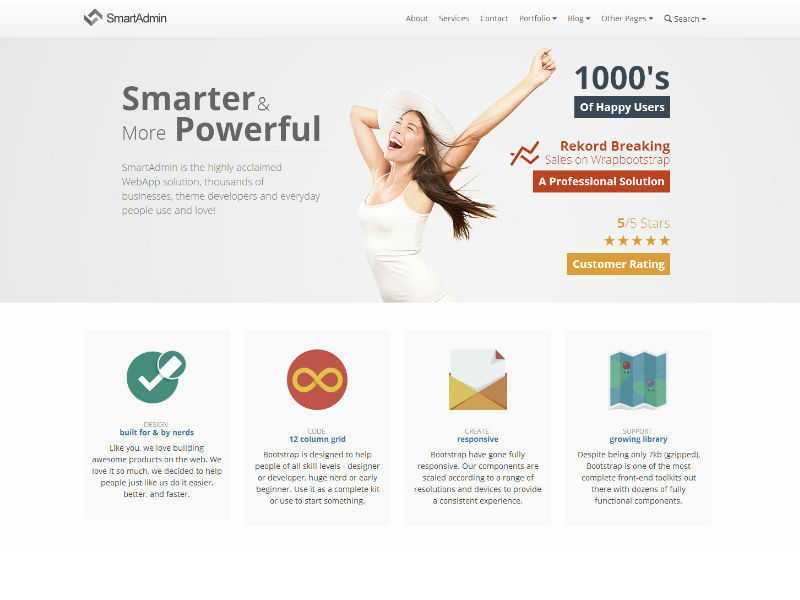 SmartAdmin
About Services Contact Portfolio Blog Other Pages Search
Smarter &
More Powerful
SmartAdmin is the highly acclaimed
WebApp solution, thousands of
businesses, theme developers and everyday
people use and love!
1000's
Of Happy Users
Rekord Breaking
Sales on Wrapbootstrap
A Professional Solution
5/5 Stars
Customer Rating
DESIGN
built for & by nerds
Like you, we love building
awesome products on the web. We
love it so much, we decided to help
people just like us do it easier,
better, and faster.
CODE
12 column grid
Bootstrap is designed to help
people of all skill levels - designer
or developer, huge nerd or early
beginner. Use it as a complete kit
or use to start something.
CREATE
responsive
Bootstrap have gone fully
responsive. Our components are
scaled according to a range of
resolutions and devices to provide
a consistent experience.
SUPPORT
growing library
Despite being only 7kb (gzipped),
Bootstrap is one of the most
complete front-end toolkits out
there with dozens of fully
functional components.